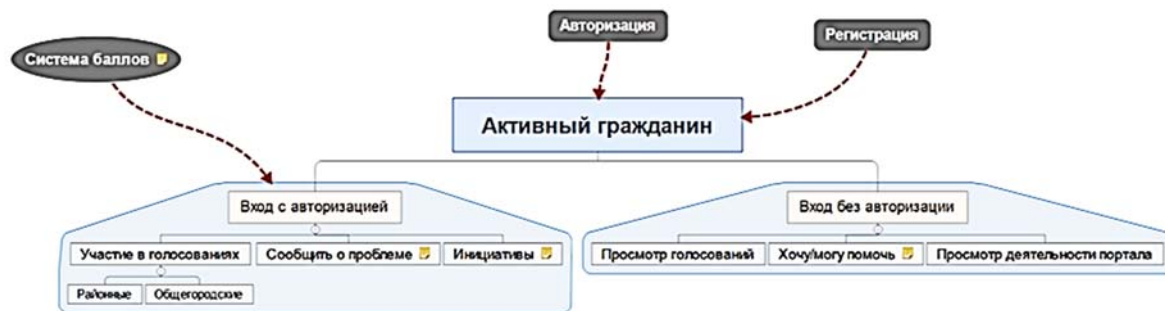 Авторизация
Регистрация
Система баллов
Активный гражданин
Вход с авторизацией
Вход без авторизации
Участие в голосованиях
Сообщить о проблеме
Инициативы
Просмотр голосований
Хочу/могу помочь
Просмотр деятельности портала
Районные
Общегородские